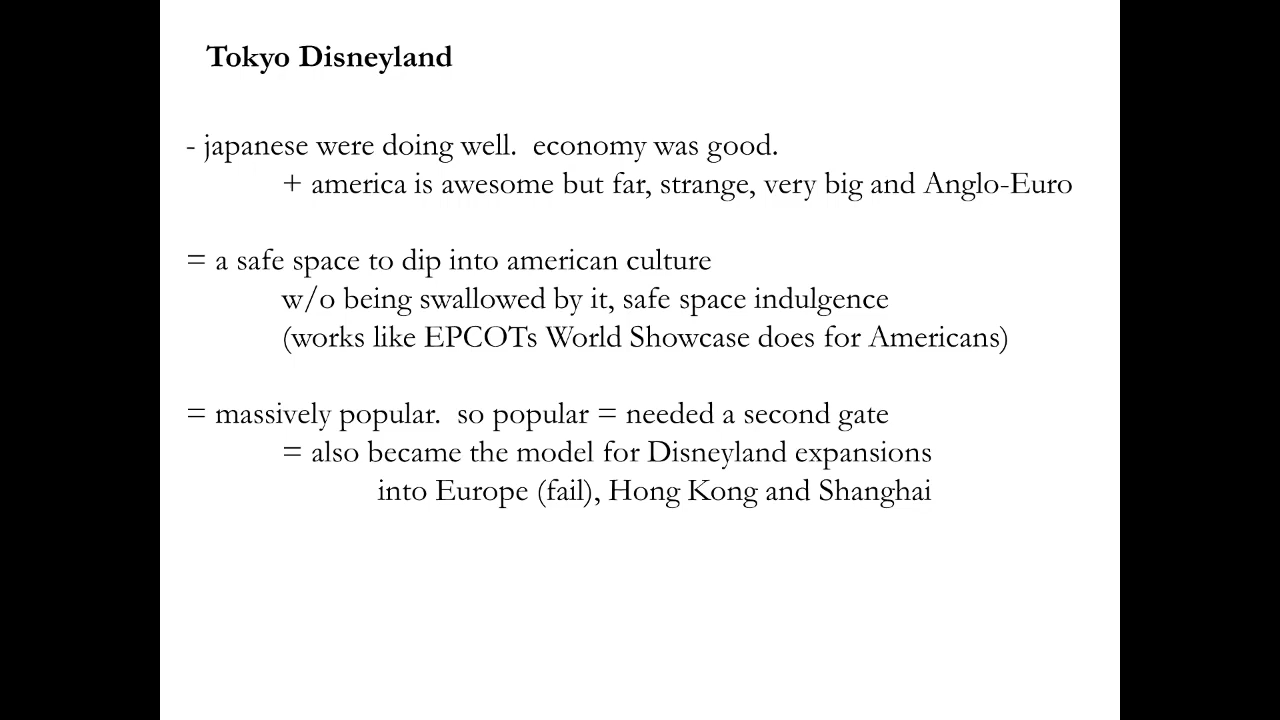 Tokyo Disneyland
- japanese were doing well.  economy was good.
+ america is awesome but far, strange, very big and Anglo-Euro
= a safe space to dip into american culture
w/o being swallowed by it, safe space indulgence
(works like EPCOTs World Showcase does for Americans)
= massively popular.  so popular = needed a second gate
= also became the model for Disneyland expansions
into Europe (fail), Hong Kong and Shanghai